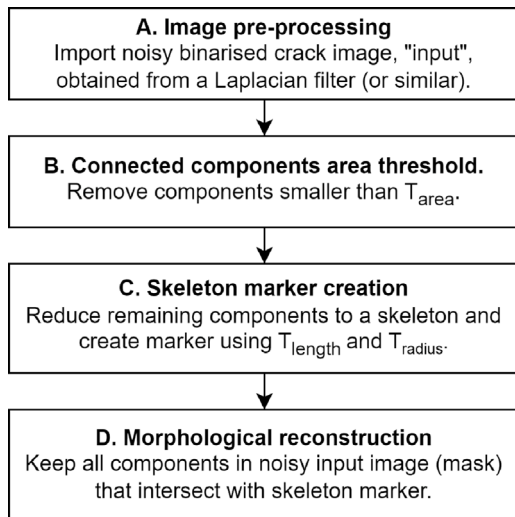 A. Image pre-processing
Import noisy binarised crack image, "input",
obtained from a Laplacian filter (or similar).
B. Connected components area threshold.
Remove components smaller than Tarea.
C. Skeleton marker creation
Reduce remaining components to a skeleton and
create marker using Tlength and Tradius.
D. Morphological reconstruction
Keep all components in noisy input image (mask)
that intersect with skeleton marker.